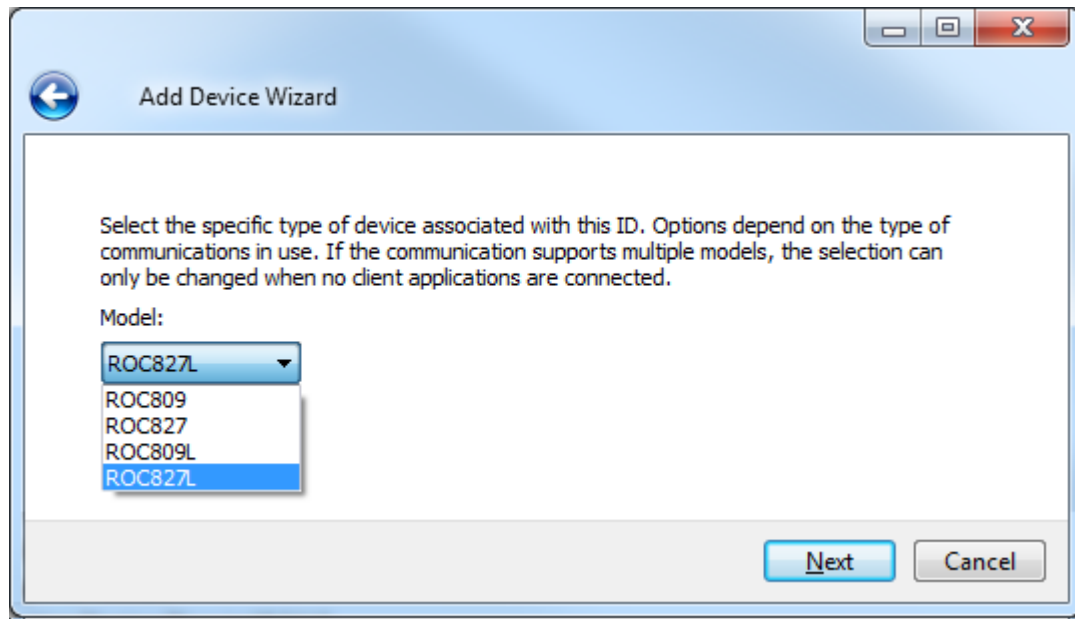 Add Device Wizard
Select the specific type of device associated with this ID. Options depend on the type of
communications in use. If the communication supports multiple models, the selection can
only be changed when no client applications are connected.
Model:
ROC827L
ROC809
ROC827
ROC809L
ROC827L
Next
Cancel